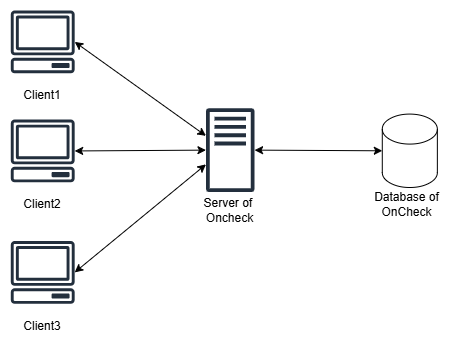 Client1
Client2
Client3
Server of
Oncheck
Database of
OnCheck